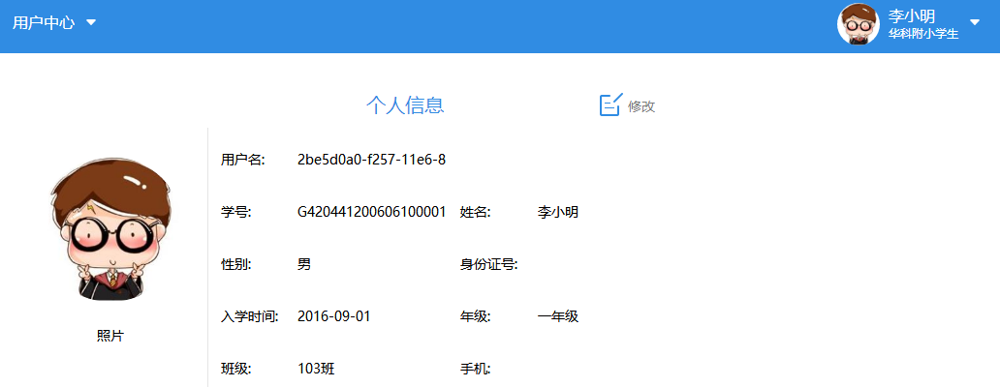 用户中心
李小明
华科附小学生
个人信息 修改
用户名: 2be5d0a0-f257-11e6-8
学号: G420441200606100001 姓名: 李小明
性别: 男 身份证号:
入学时间: 2016-09-01 年级: 一年级
照片
班级: 103班 手机: